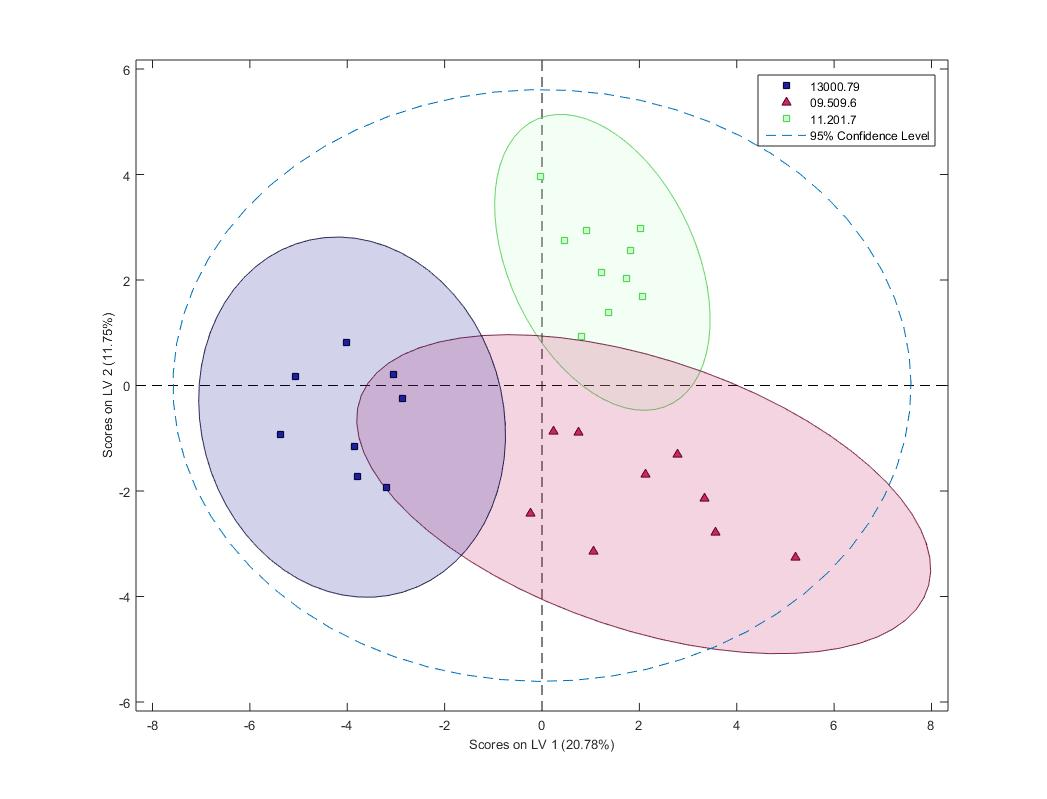 13000.79
09.509.6
11.201.7
95% Confidence Level
6
4
2
0
-2
-4
-6
Scores on LV 2 (11.75%)
-8 -6 -4 -2 0 2 4 6 8
Scores on LV 1 (20.78%)